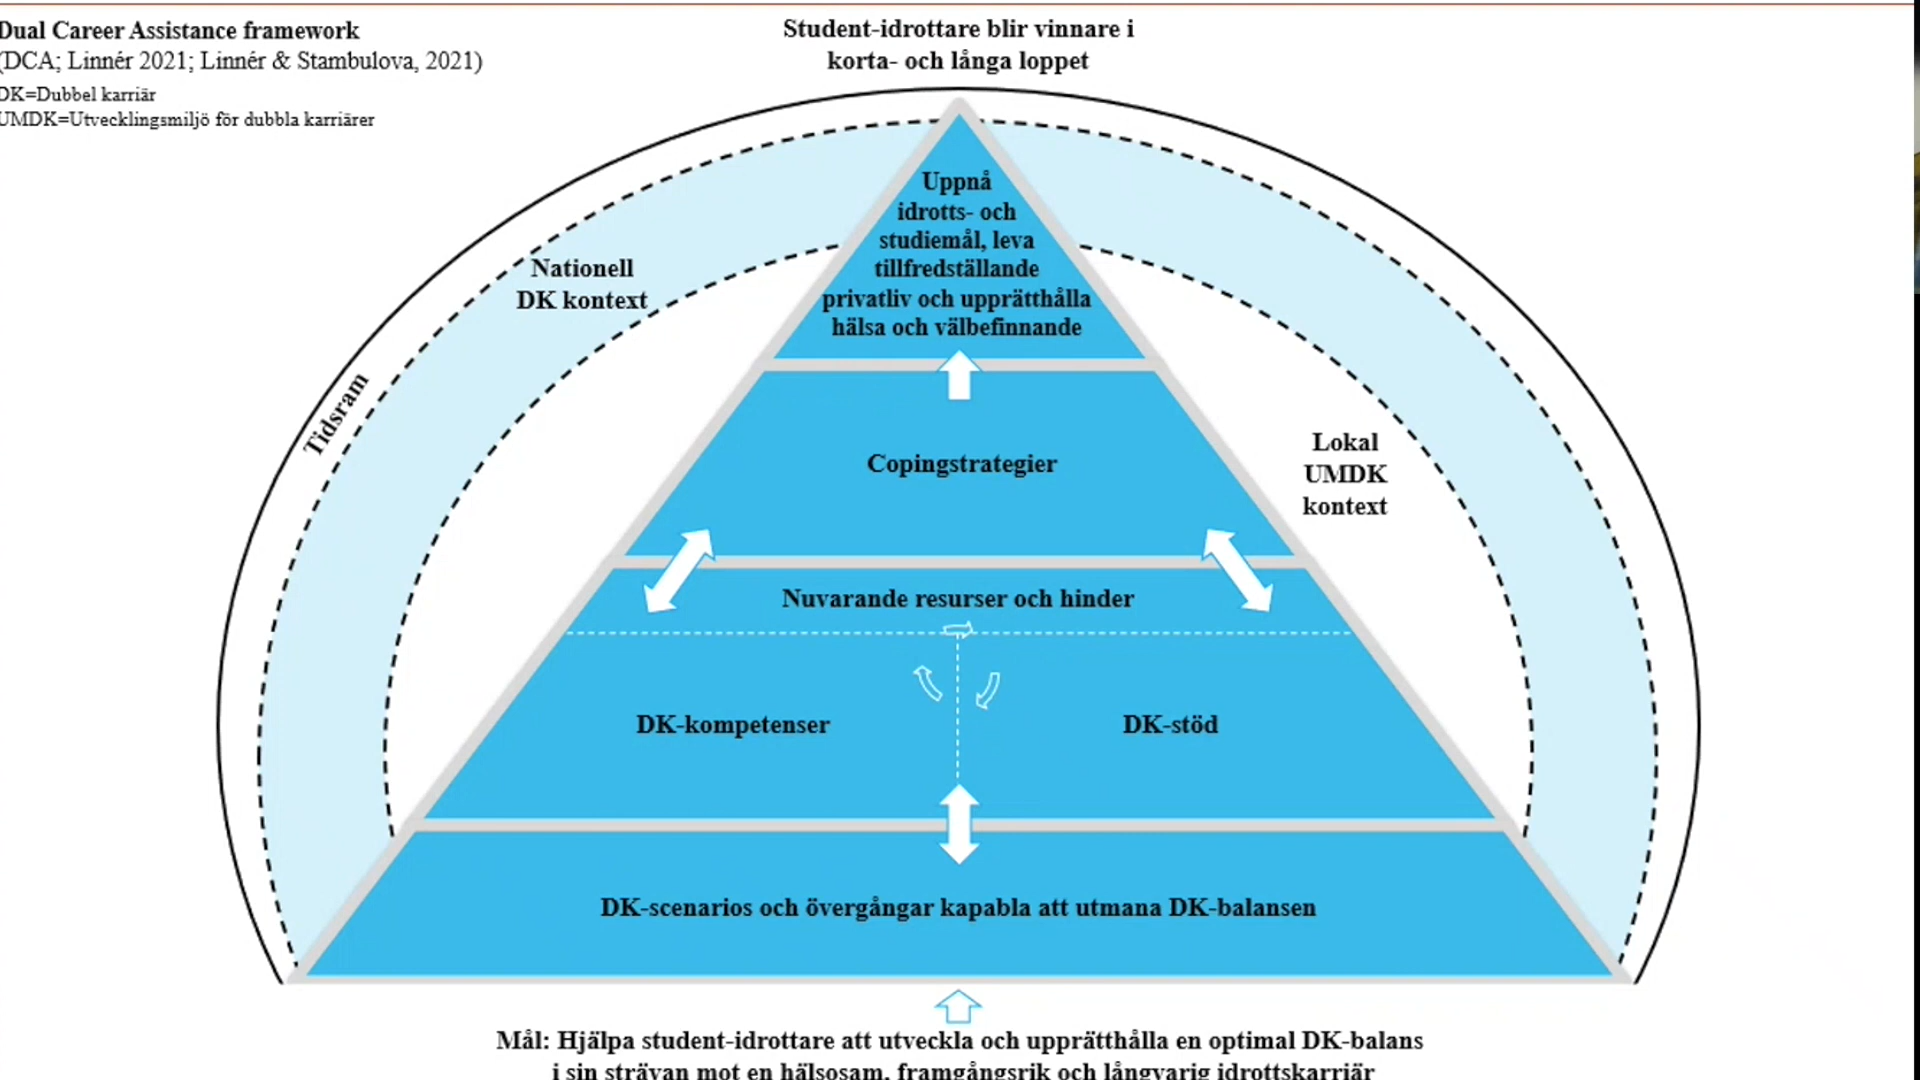 Dual Career Assistance framework
(DCA; Linnér 2021; Linnér & Stambulova, 2021)
DK=Dubbel karriär
UMDK=Utvecklingsmiljö för dubbla karriärer
Student-idrottare blir vinnare i
korta- och långa loppet
Uppnå
idrotts- och
studiemål, leva
tillfredställande
privatliv och upprätthålla
hälsa och välbefinnande
Nationell
DK kontext
Tidsram
Copingstrategier
Lokal
UMDK
kontext
Nuvarande resurser och hinder
DK-kompetenser
DK-stöd
DK-scenarios och övergångar kapabla att utmana DK-balansen
Mål: Hjälpa student-idrottare att utveckla och upprätthålla en optimal DK-balans
i sin strävan mot en hälsosam, framgångsrik och långvarig idrottskarriär